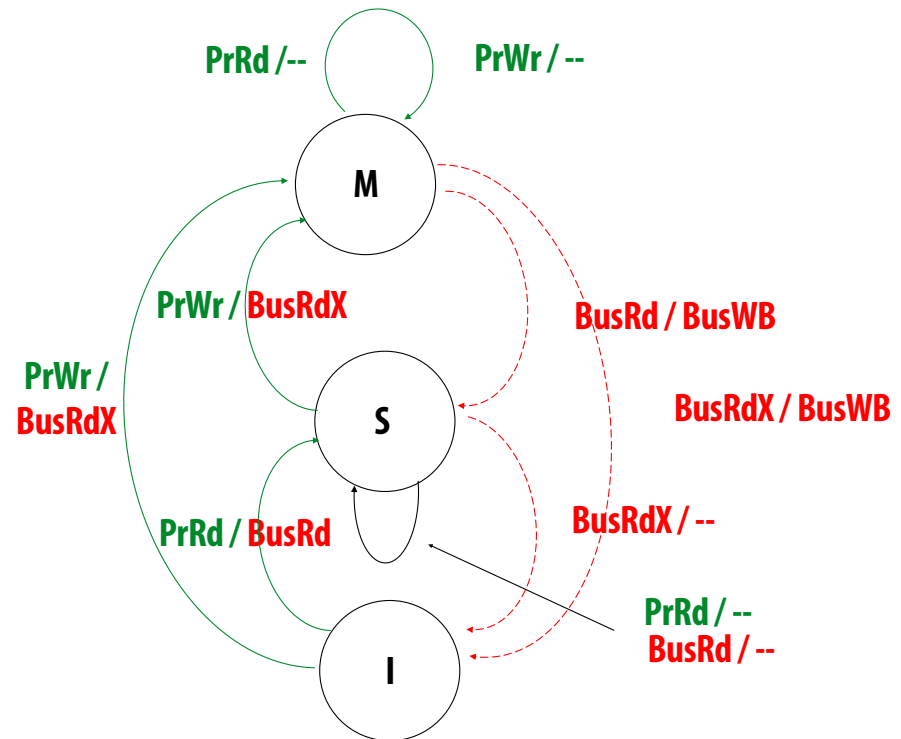 PrRd /--
PrWr / --
M
PrWr / BusRdX
BusRd / BusWB
PrWr /
BusRdX
S
BusRdX / BusWB
PrRd / BusRd
BusRdX / --
PrRd / --
BusRd / --
I